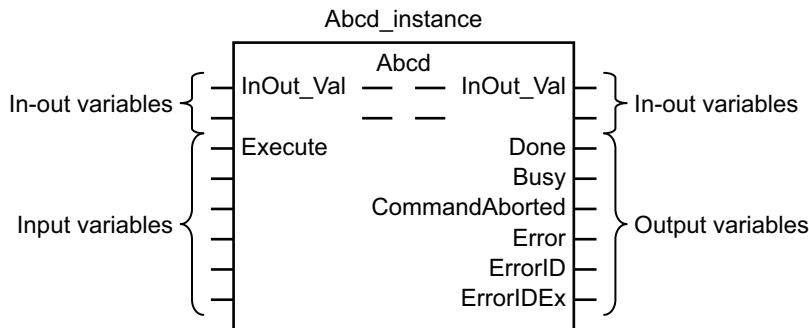 Abcd_instance
Abcd
In-out variables
InOut_Val
InOut_Val
In-out variables
Execute
Done
Busy
Input variables
CommandAborted
Output variables
Error
ErrorID
ErrorIDEx